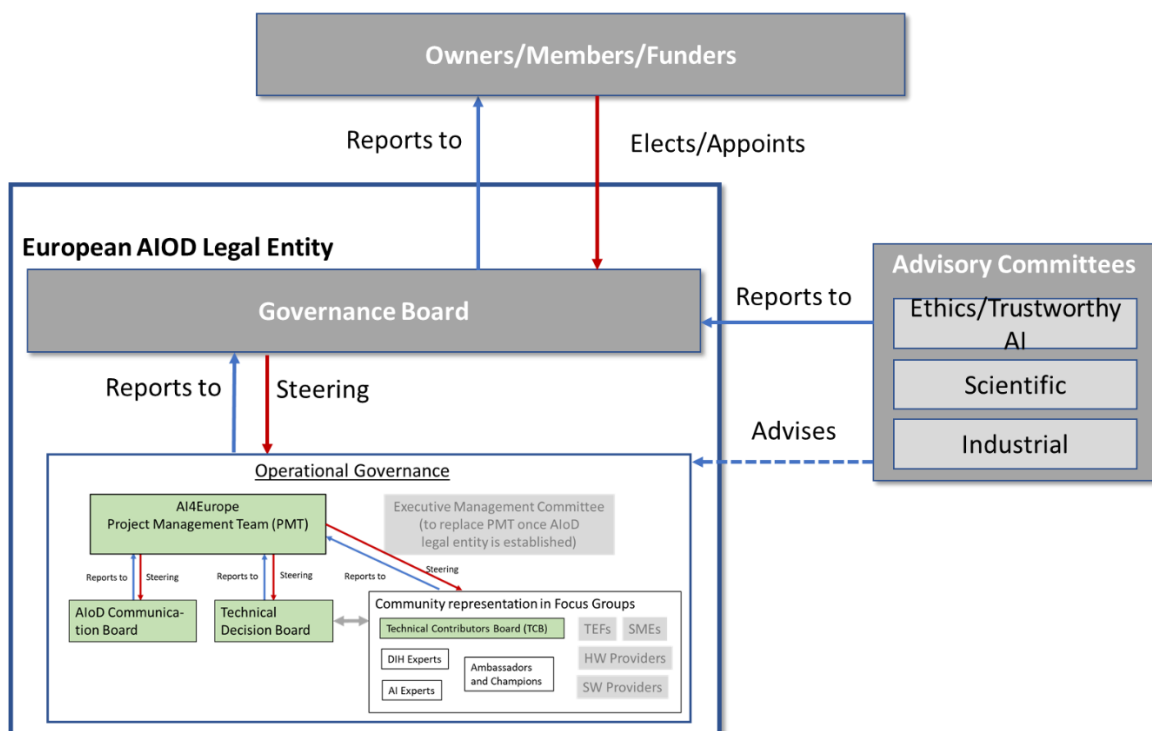 Owners/Members/Funders
Reports to
Elects/Appoints
European AIOD Legal Entity
Governance Board
Reports to
Advisory Committees
Ethics/Trustworthy
AI
Scientific
Industrial
Reports to
Steering
Advises
Operational Governance
AI4Europe
Project Management Team (PMT)
Executive Management Committee
(to replace PMT once AIoD
legal entity is established)
Reports to
Steering
Reports to
Steering
Reports to
Steering
AIoD Communica-
tion Board
Technical
Decision Board
Community representation in Focus Groups
Technical Contributors Board (TCB)
TEFs
SMEs
DIH Experts
Ambassadors
and Champions
HW Providers
AI Experts
SW Providers